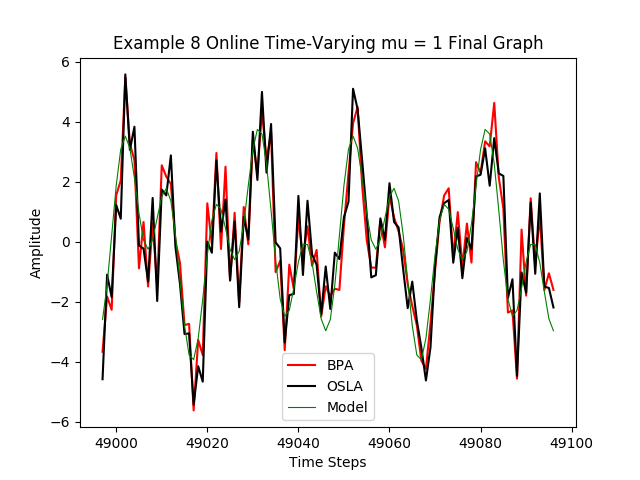 Example 8 Online Time-Varying mu = 1 Final Graph
6
4
2
0
−2
−4
−6
Amplitude
BPA
OSLA
Model
49000
49020
49040
49060
49080
49100
Time Steps